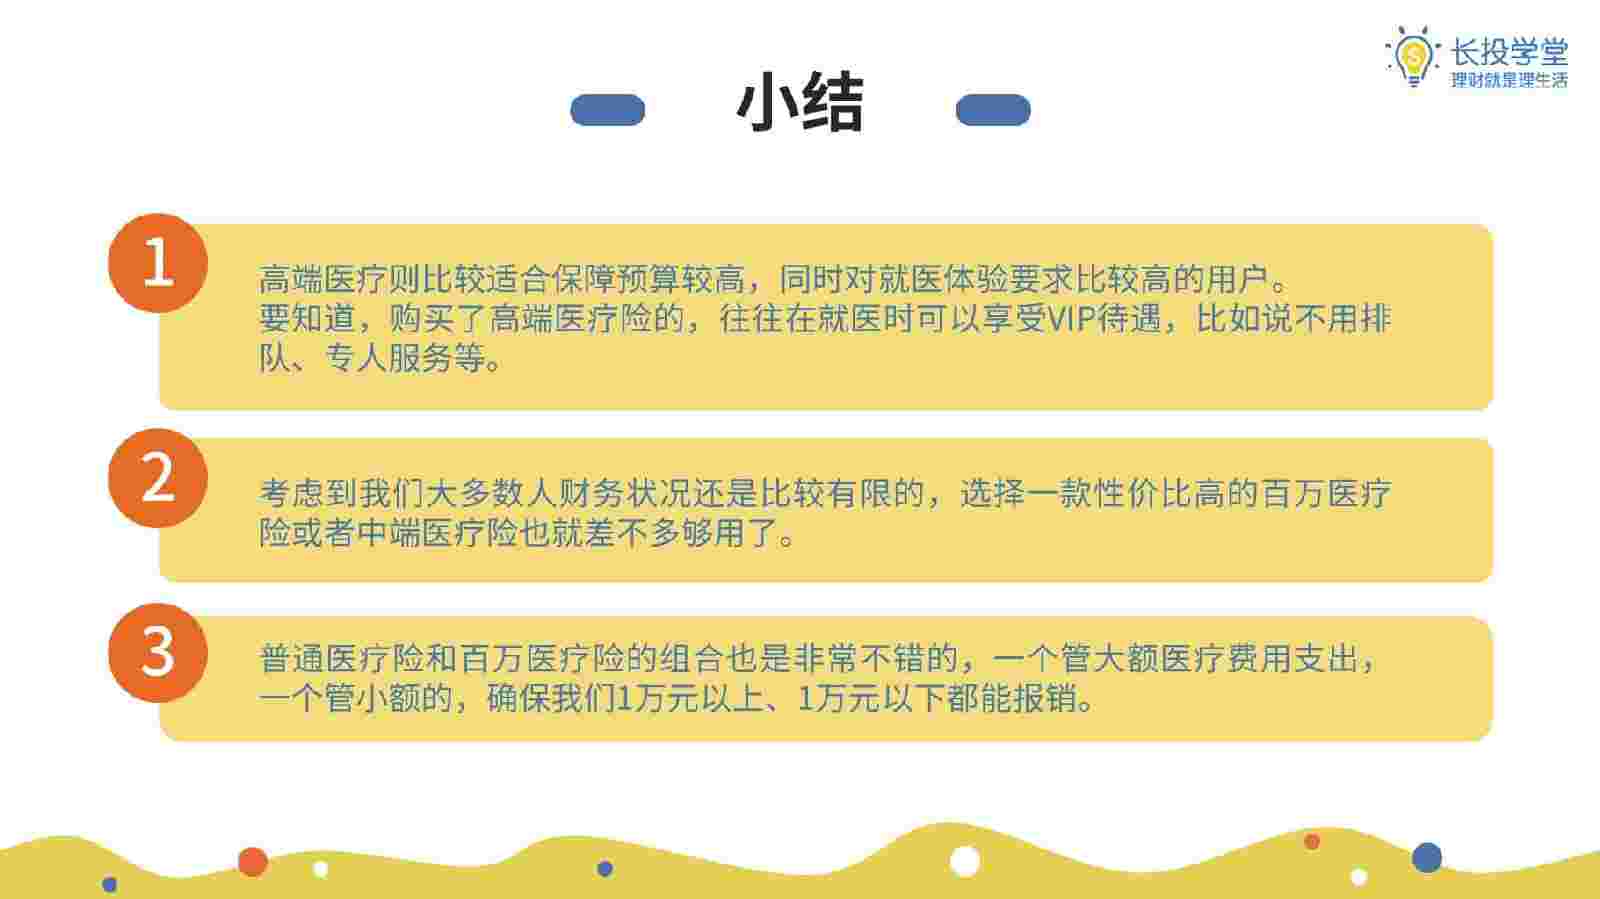 长投学堂
理财就是理生活
小结
1
高端医疗则比较适合保障预算较高，同时对就医体验要求比较高的用户。
要知道，购买了高端医疗险的，往往在就医时可以享受VIP待遇，比如说不用排
队、专人服务等。
2
考虑到我们大多数人财务状况还是比较有限的，选择一款性价比高的百万医疗
险或者中端医疗险也就差不多够用了。
3
普通医疗险和百万医疗险的组合也是非常不错的，一个管大额医疗费用支出，
一个管小额的，确保我们1万元以上、1万元以下都能报销。